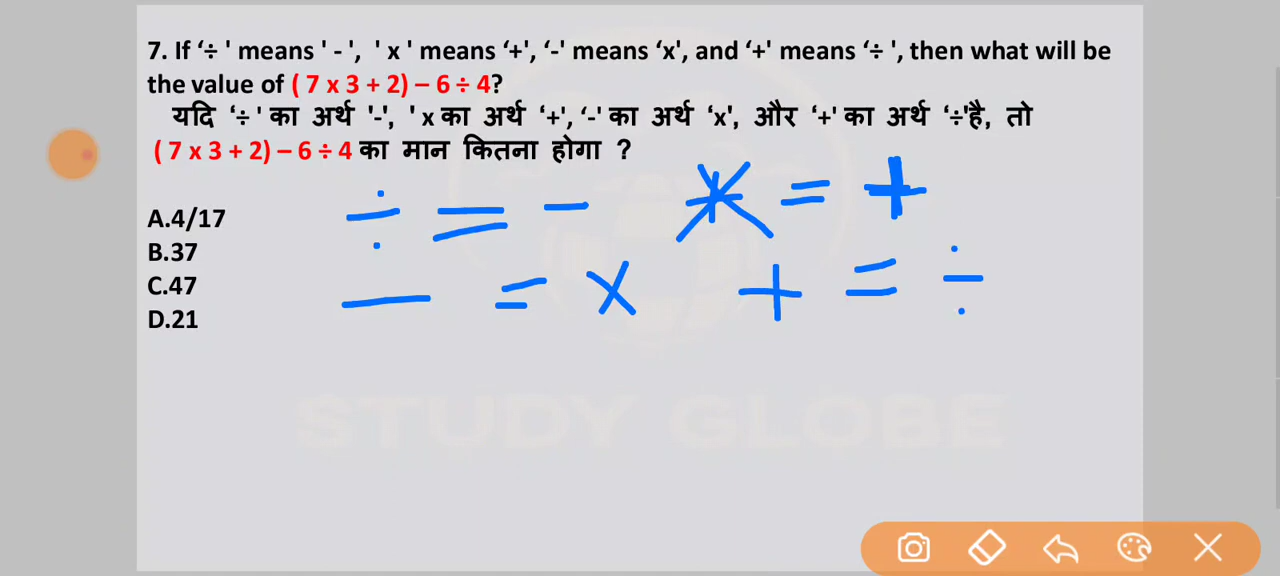 7. If ‘÷ ' means ' - ', ' x ' means ‘+', ‘-' means ‘x', and ‘+' means ‘÷ ', then what will be
the value of ( 7 x 3 + 2) – 6 ÷ 4?
यदि ‘÷ ' का अर्थ '-', ' x का अर्थ ‘+', ‘-' का अर्थ ‘x', और ‘+' का अर्थ ‘÷'है, तो
( 7 x 3 + 2) – 6 ÷ 4 का मान कितना होगा ?
÷ = - × = +
A.4/17
B.37
— = x + = ÷
C.47
D.21
STUDY GLOBE